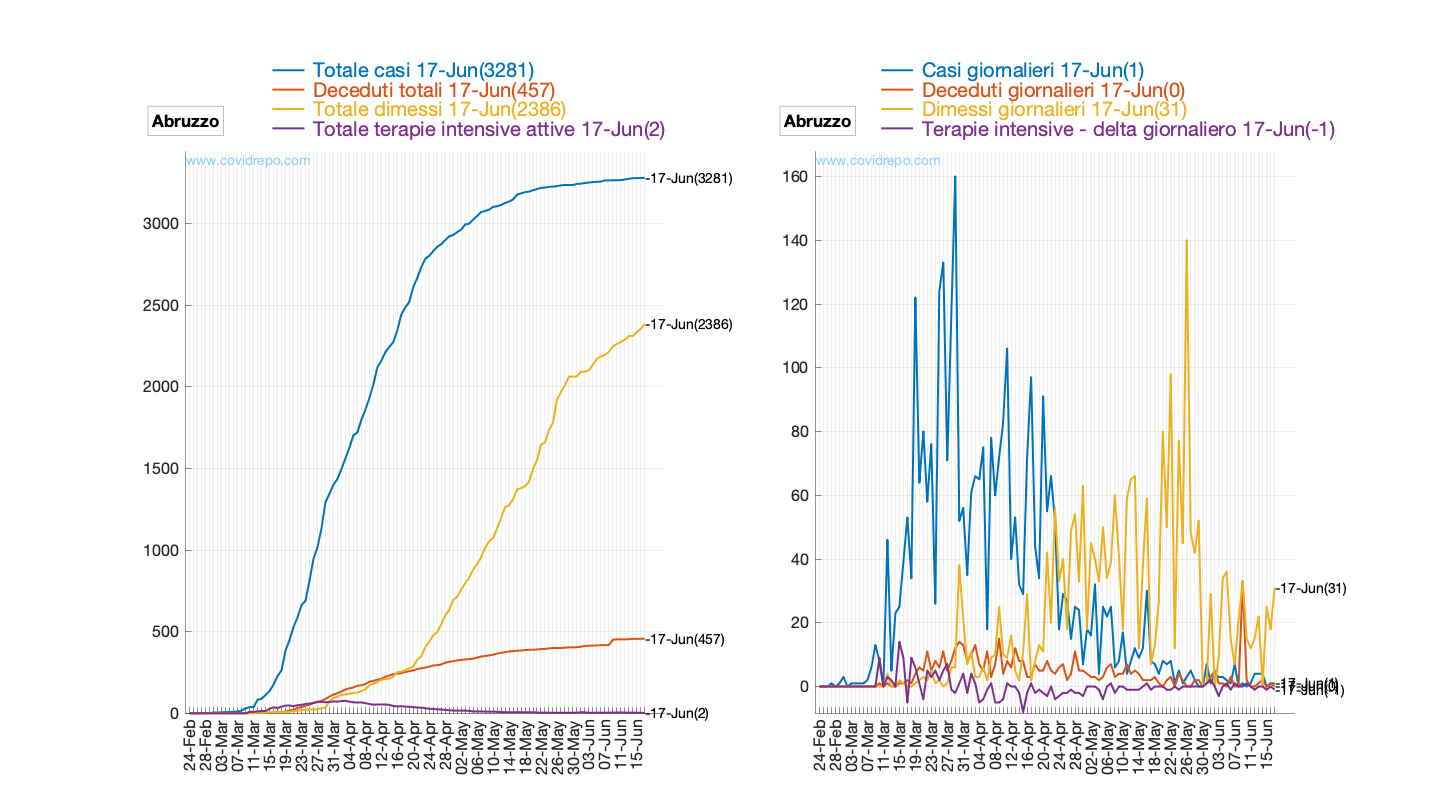 Totale casi 17-Jun(3281)
Deceduti totali 17-Jun(457)
Totale dimessi 17-Jun(2386)
Totale terapie intensive attive 17-Jun(2)
Abruzzo
www.covidrepo.com
3000
2500
2000
1500
1000
500
0
-17-Jun(3281)
-17-Jun(2386)
-17-Jun(457)
-17-Jun(2)
24-Feb
28-Feb
03-Mar
07-Mar
11-Mar
15-Mar
19-Mar
23-Mar
27-Mar
31-Mar
04-Apr
08-Apr
12-Apr
16-Apr
20-Apr
24-Apr
28-Apr
02-May
06-May
10-May
14-May
18-May
22-May
26-May
30-May
03-Jun
07-Jun
11-Jun
15-Jun
Casi giornalieri 17-Jun(1)
Deceduti giornalieri 17-Jun(0)
Dimessi giornalieri 17-Jun(31)
Terapie intensive - delta giornaliero 17-Jun(-1)
Abruzzo
www.covidrepo.com
160
140
120
100
80
60
40
20
0
-17-Jun(31)
24-Feb
28-Feb
03-Mar
07-Mar
11-Mar
15-Mar
19-Mar
23-Mar
27-Mar
31-Mar
04-Apr
08-Apr
12-Apr
16-Apr
20-Apr
24-Apr
28-Apr
02-May
06-May
10-May
14-May
18-May
22-May
26-May
30-May
03-Jun
07-Jun
11-Jun
15-Jun